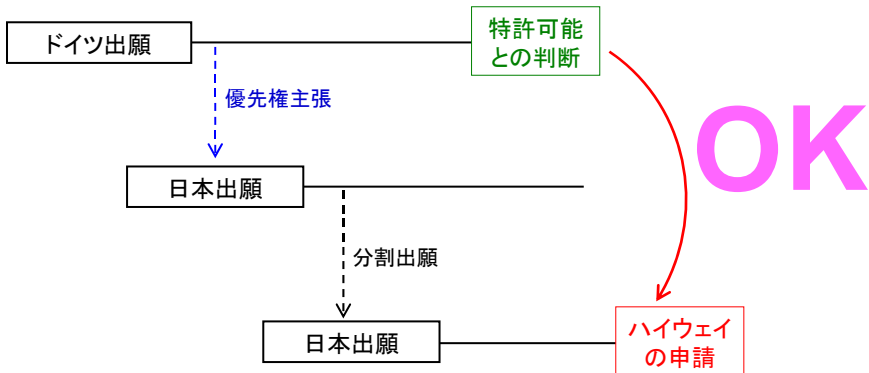 ドイツ出願
特許可能
との判断
優先権主張
OK
日本出願
分割出願
日本出願
ハイウェイ
の申請